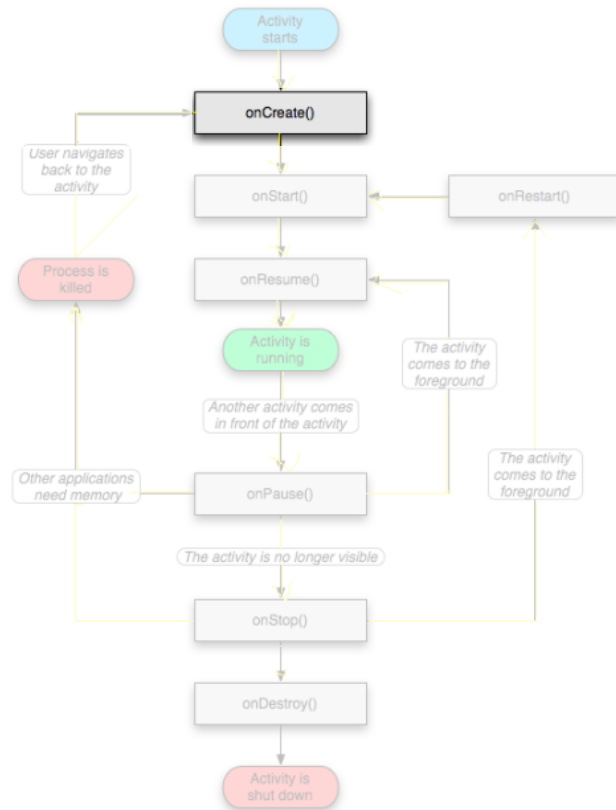 Activity
starts
onCreate()
User navigates
back to the
activity
onStart()
onRestart()
Process is
killed
onResume()
Activity is
running
The activity
comes to the
foreground
Another activity comes
in front of the activity
The activity
comes to the
foreground
Other applications
need memory
onPause()
The activity is no longer visible
onStop()
onDestroy()
Activity is
shut down